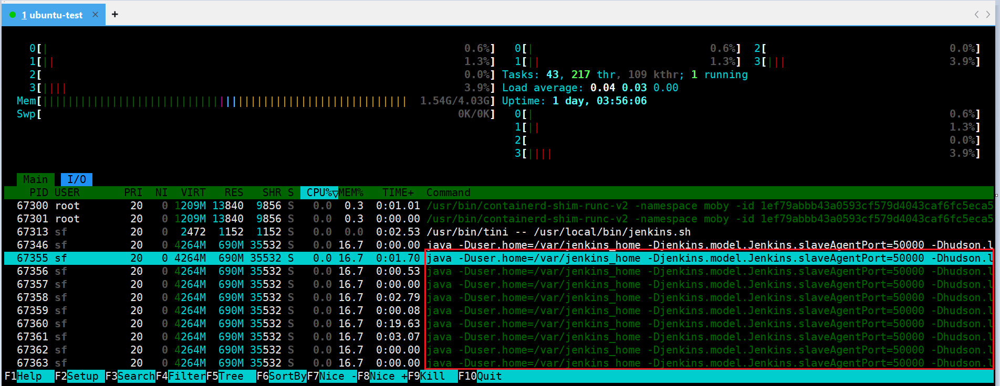 1 ubuntu-test × +
0[| 0.6%] 0[| 0.6%] 2[ 0.0%]
1[|| 1.3%] 1[|| 1.3%] 3[||| 3.9%]
2[ 0.0%] Tasks: 43, 217 thr, 109 kthr; 1 running
3[|||| 3.9%] Load average: 0.04 0.03 0.00
Mem[||||||||||||||||||||||||||||||||||||||||||||||||||||||||||| 1.54G/4.03G] Uptime: 1 day, 03:56:06
Swp[ 0K/0K] 0[| 0.6%]
1[|| 1.3%]
2[ 0.0%]
3[|||| 3.9%]
Main I/O
PID USER PRI NI VIRT RES SHR S CPU%▽MEM% TIME+ Command
67300 root 20 0 1209M 13840 9856 S 0.0 0.3 0:01.01 /usr/bin/containerd-shim-runc-v2 -namespace moby -id 1ef79abbb43a0593cf579d4043caf6fc5eca5
67301 root 20 0 1209M 13840 9856 S 0.0 0.3 0:00.00 /usr/bin/containerd-shim-runc-v2 -namespace moby -id 1ef79abbb43a0593cf579d4043caf6fc5eca5
67313 sf 20 0 2472 1152 1152 S 0.0 0.0 0:02.53 /usr/bin/tini -- /usr/local/bin/jenkins.sh
67346 sf 20 0 4264M 690M 35532 S 0.0 16.7 0:00.00 java -Duser.home=/var/jenkins_home -Djenkins.model.Jenkins.slaveAgentPort=50000 -Dhudson.l
67355 sf 20 0 4264M 690M 35532 S 0.0 16.7 0:01.70 java -Duser.home=/var/jenkins_home -Djenkins.model.Jenkins.slaveAgentPort=50000 -Dhudson.l
67356 sf 20 0 4264M 690M 35532 S 0.0 16.7 0:00.53 java -Duser.home=/var/jenkins_home -Djenkins.model.Jenkins.slaveAgentPort=50000 -Dhudson.l
67357 sf 20 0 4264M 690M 35532 S 0.0 16.7 0:00.00 java -Duser.home=/var/jenkins_home -Djenkins.model.Jenkins.slaveAgentPort=50000 -Dhudson.l
67358 sf 20 0 4264M 690M 35532 S 0.0 16.7 0:02.79 java -Duser.home=/var/jenkins_home -Djenkins.model.Jenkins.slaveAgentPort=50000 -Dhudson.l
67359 sf 20 0 4264M 690M 35532 S 0.0 16.7 0:00.08 java -Duser.home=/var/jenkins_home -Djenkins.model.Jenkins.slaveAgentPort=50000 -Dhudson.l
67360 sf 20 0 4264M 690M 35532 S 0.0 16.7 0:19.63 java -Duser.home=/var/jenkins_home -Djenkins.model.Jenkins.slaveAgentPort=50000 -Dhudson.l
67361 sf 20 0 4264M 690M 35532 S 0.0 16.7 0:03.07 java -Duser.home=/var/jenkins_home -Djenkins.model.Jenkins.slaveAgentPort=50000 -Dhudson.l
67362 sf 20 0 4264M 690M 35532 S 0.0 16.7 0:00.00 java -Duser.home=/var/jenkins_home -Djenkins.model.Jenkins.slaveAgentPort=50000 -Dhudson.l
67363 sf 20 0 4264M 690M 35532 S 0.0 16.7 0:00.00 java -Duser.home=/var/jenkins_home -Djenkins.model.Jenkins.slaveAgentPort=50000 -Dhudson.l
F1Help F2Setup F3SearchF4FilterF5Tree F6SortByF7Nice -F8Nice +F9Kill F10Quit